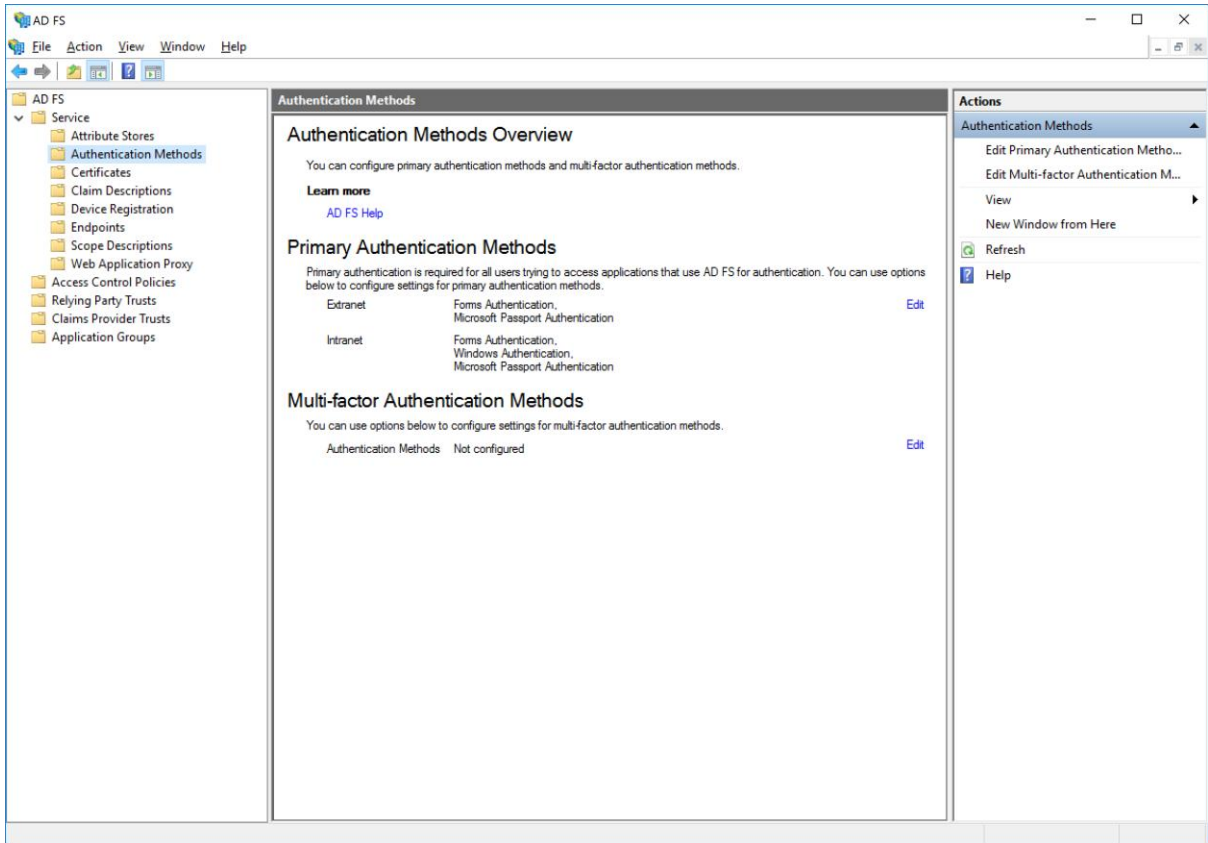 AD FS
File Action View Window Help
AD FS
Service
Attribute Stores
Authentication Methods
Certificates
Claim Descriptions
Device Registration
Endpoints
Scope Descriptions
Web Application Proxy
Access Control Policies
Relying Party Trusts
Claims Provider Trusts
Application Groups
Authentication Methods
Authentication Methods Overview
You can configure primary authentication methods and multi-factor authentication methods.
Learn more
AD FS Help
Primary Authentication Methods
Primary authentication is required for all users trying to access applications that use AD FS for authentication. You can use options
below to configure settings for primary authentication methods.
Extranet Forms Authentication, Edit
Microsoft Passport Authentication
Intranet Forms Authentication,
Windows Authentication,
Microsoft Passport Authentication
Multi-factor Authentication Methods
You can use options below to configure settings for multi-factor authentication methods.
Authentication Methods Not configured Edit
Actions
Authentication Methods
Edit Primary Authentication Metho...
Edit Multi-factor Authentication M...
View
New Window from Here
Refresh
Help